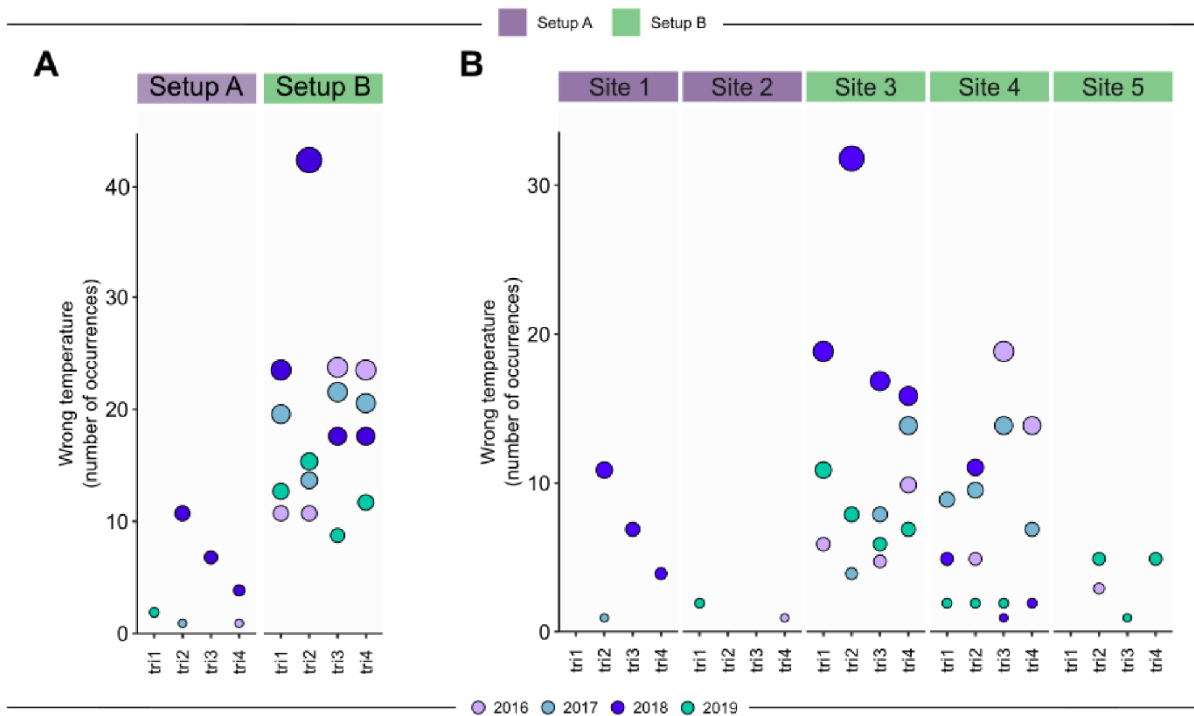 Setup A Setup B
A
Setup A Setup B
Wrong temperature
(number of occurrences)
40
30
20
10
0
tri1 tri2 tri3 tri4 tri1 tri2 tri3 tri4
B
Site 1 Site 2 Site 3 Site 4 Site 5
Wrong temperature
(number of occurrences)
30
20
10
0
tri1 tri2 tri3 tri4 tri1 tri2 tri3 tri4 tri1 tri2 tri3 tri4 tri1 tri2 tri3 tri4 tri1 tri2 tri3 tri4
2016 2017 2018 2019